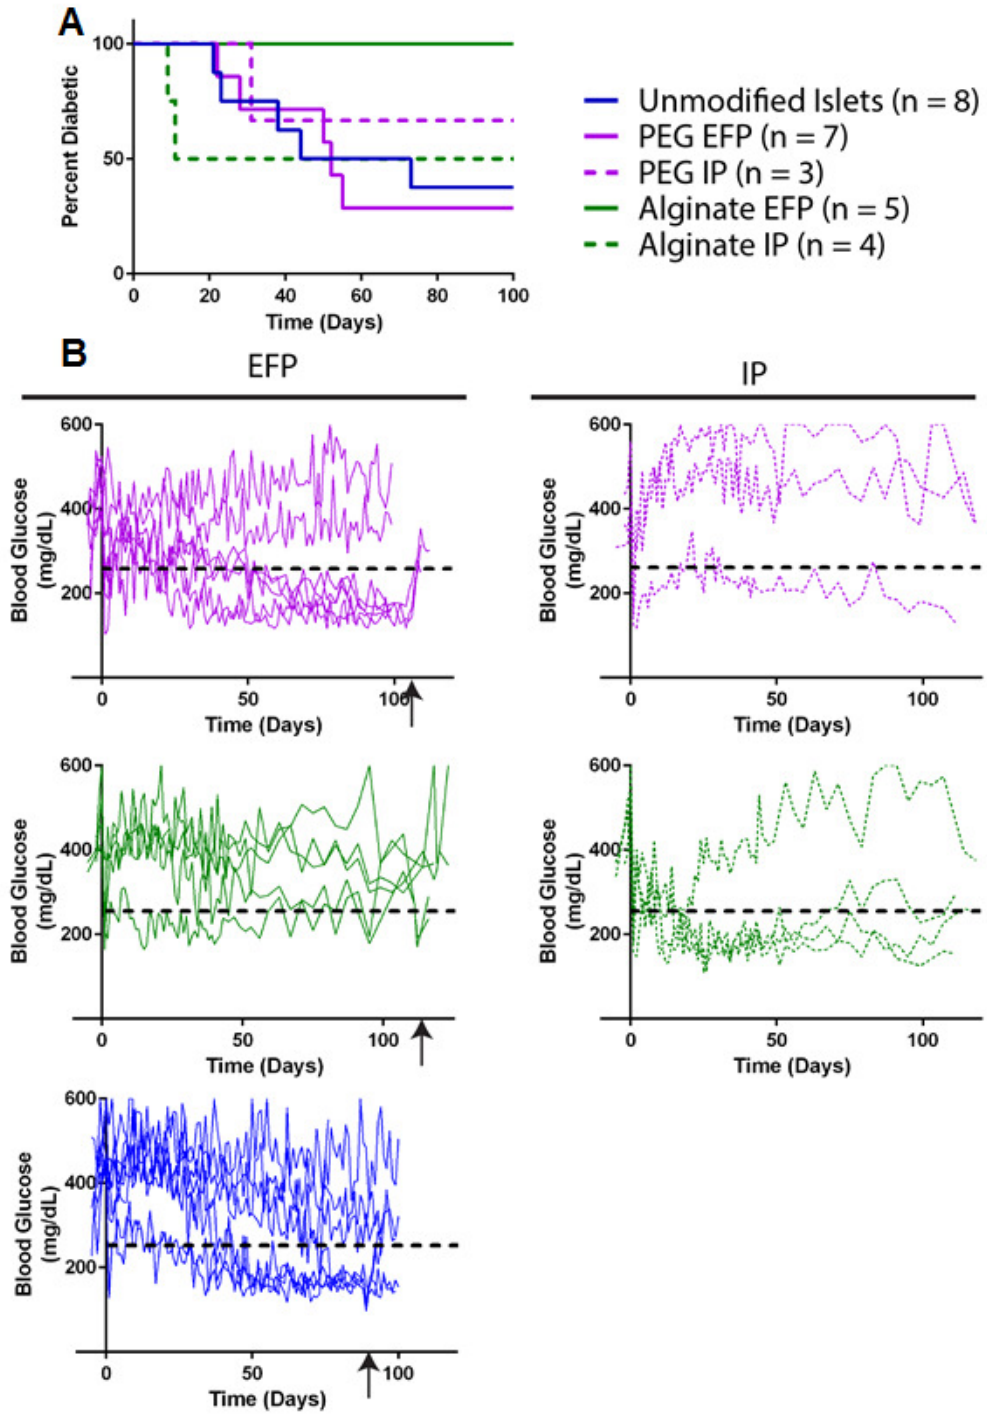 A
100
50
0
Percent Diabetic
0 20 40 60 80 100
Time (Days)
Unmodified Islets (n = 8)
PEG EFP (n = 7)
PEG IP (n = 3)
Alginate EFP (n = 5)
Alginate IP (n = 4)
B
EFP
600
400
200
Blood Glucose
(mg/dL)
0 50 100
Time (Days)
IP
600
400
200
Blood Glucose
(mg/dL)
0 50 100
Time (Days)
600
400
200
Blood Glucose
(mg/dL)
0 50 100
Time (Days)
600
400
200
Blood Glucose
(mg/dL)
0 50 100
Time (Days)
600
400
200
Blood Glucose
(mg/dL)
0 50 100
Time (Days)